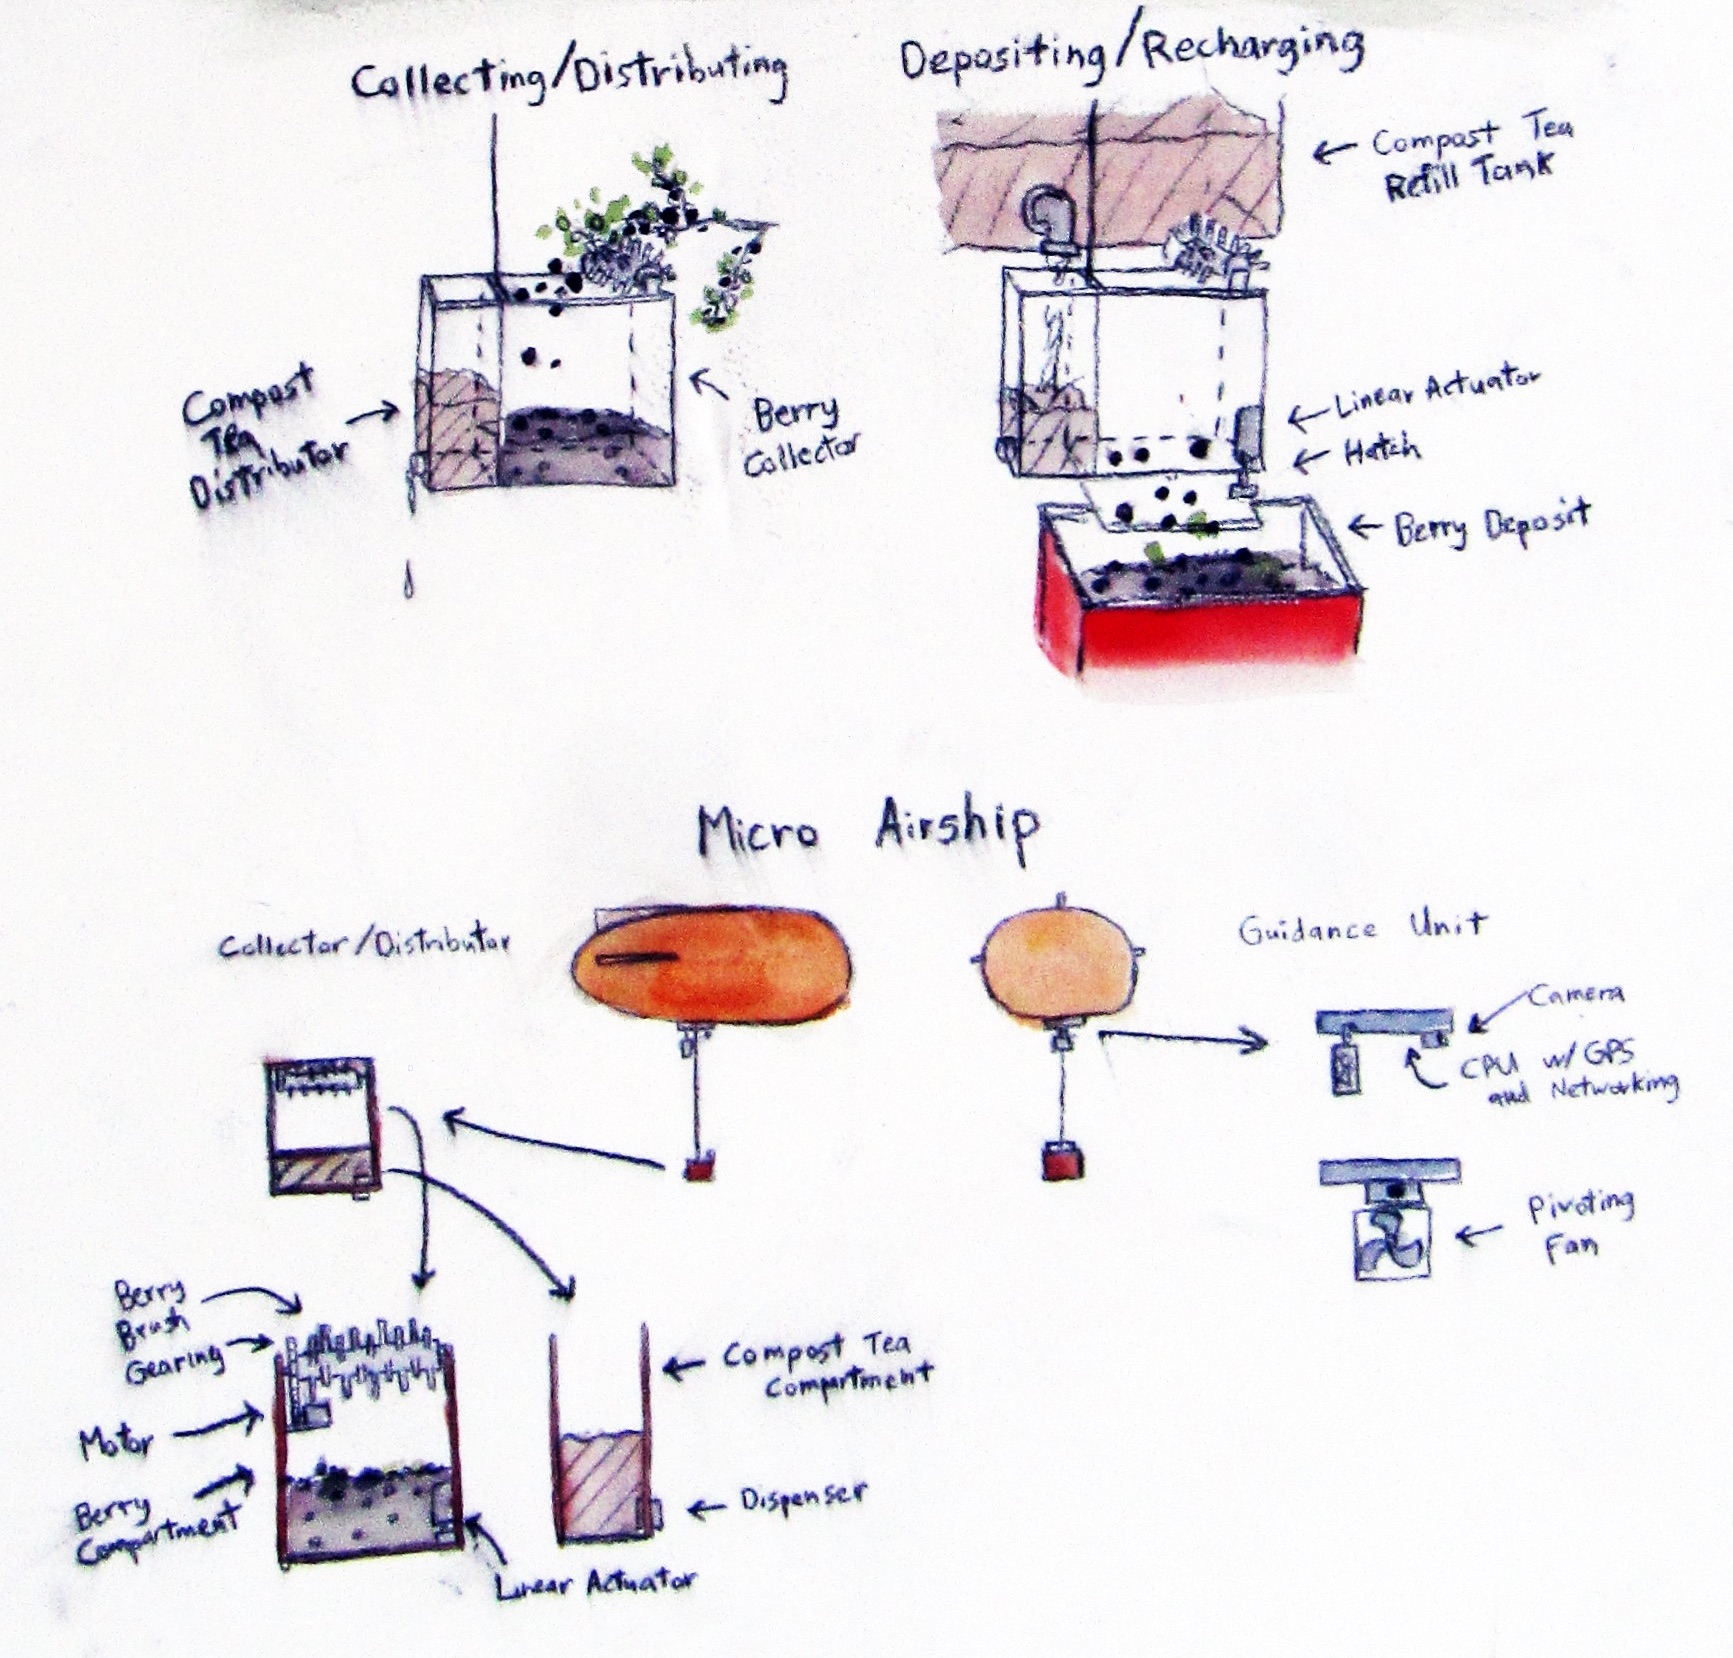 Collecting/Distributing
Depositing/Recharging
Compost Tea
Refill Tank
Compost
Tea
Distributor
Berry
Collector
Linear Actuator
Hatch
Berry Deposit
Micro Airship
Collector/Distributor
Guidance Unit
Camera
CPU w/ GPS
and Networking
Pivoting
Fan
Berry
Brush
Gearing
Motor
Berry
Compartment
Linear Actuator
Compost Tea
Compartment
Dispenser